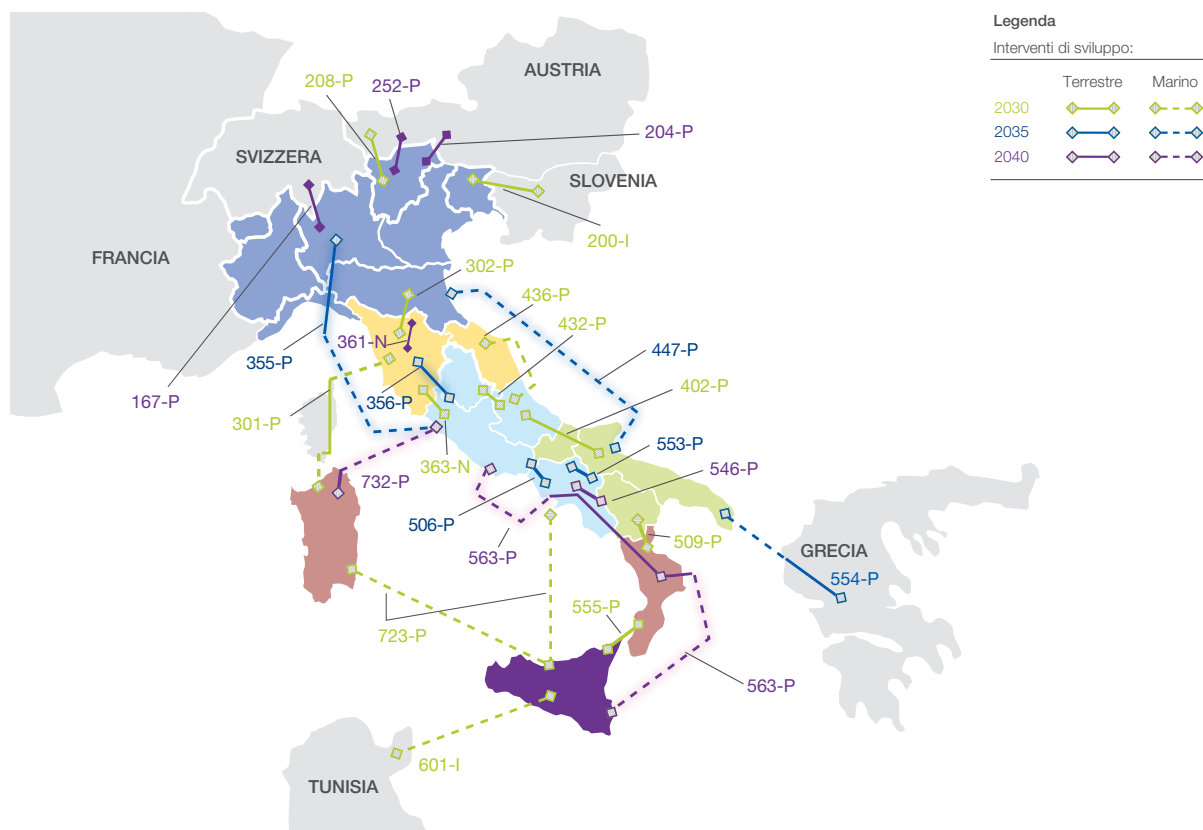 Legenda
Interventi di sviluppo:
Terrestre Marino
2030
2035
2040
AUSTRIA
208-P
252-P
204-P
SVIZZERA
SLOVENIA
200-I
FRANCIA
302-P
436-P
432-P
361-N
447-P
355-P
167-P
356-P
402-P
301-P
363-N
553-P
546-P
732-P
506-P
563-P
509-P
GRECIA
554-P
555-P
723-P
563-P
601-I
TUNISIA